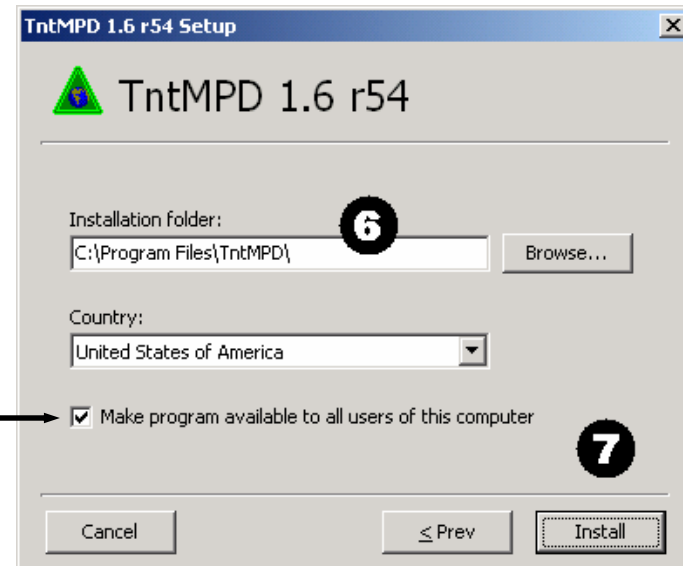 TntMPD 1.6 r54 Setup
TntMPD 1.6 r54
Installation folder:
6
C:\Program Files\TntMPD\
Browse...
Country:
United States of America
Make program available to all users of this computer
7
Cancel
< Prev
Install